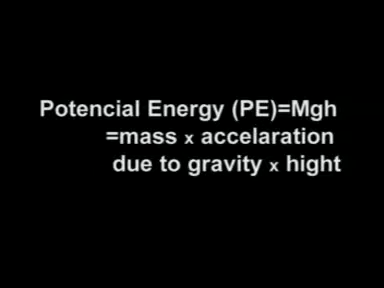 Potencial Energy (PE)=Mgh
=mass x accelaration
due to gravity x hight